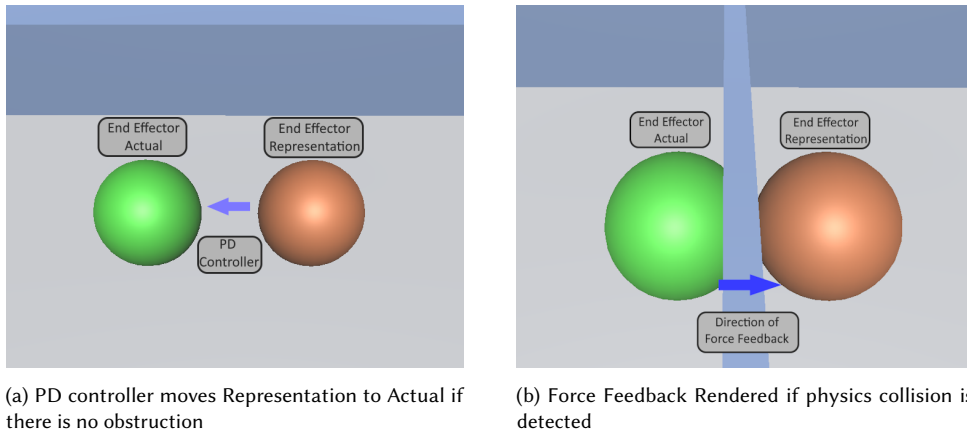 End Effector
Actual
End Effector
Representation
PD
Controller
(a) PD controller moves Representation to Actual if
there is no obstruction
End Effector
Actual
End Effector
Representation
Direction of
Force Feedback
(b) Force Feedback Rendered if physics collision is
detected